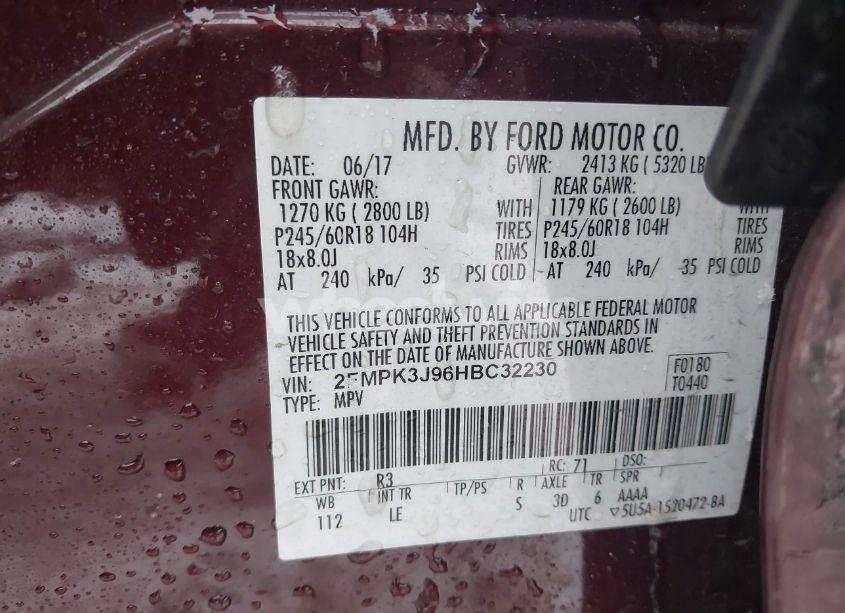 MFD. BY FORD MOTOR CO.
DATE: 06/17 GVWR: 2413 KG ( 5320 LB
FRONT GAWR: REAR GAWR:
1270 KG ( 2800 LB) WITH 1179 KG ( 2600 LB) WITH
P245/60R18 104H TIRES P245/60R18 104H TIRES
18x8.0J RIMS 18x8.0J RIMS
AT 240 kPa/ 35 PSI COLD AT 240 kPa/ 35 PSI COLD
THIS VEHICLE CONFORMS TO ALL APPLICABLE FEDERAL MOTOR
VEHICLE SAFETY AND THEFT PREVENTION STANDARDS IN
EFFECT ON THE DATE OF MANUFACTURE SHOWN ABOVE.
VIN: 2FMPK3J96HBC32230 F0180
TYPE: MPV T0440
EXT PNT: R3 RC: 71 DSO:
WB INT TR TP/PS R AXLE TR SPR
112 LE S 3D 6 AAAA
UTC ▽5U5A-1520472-BA